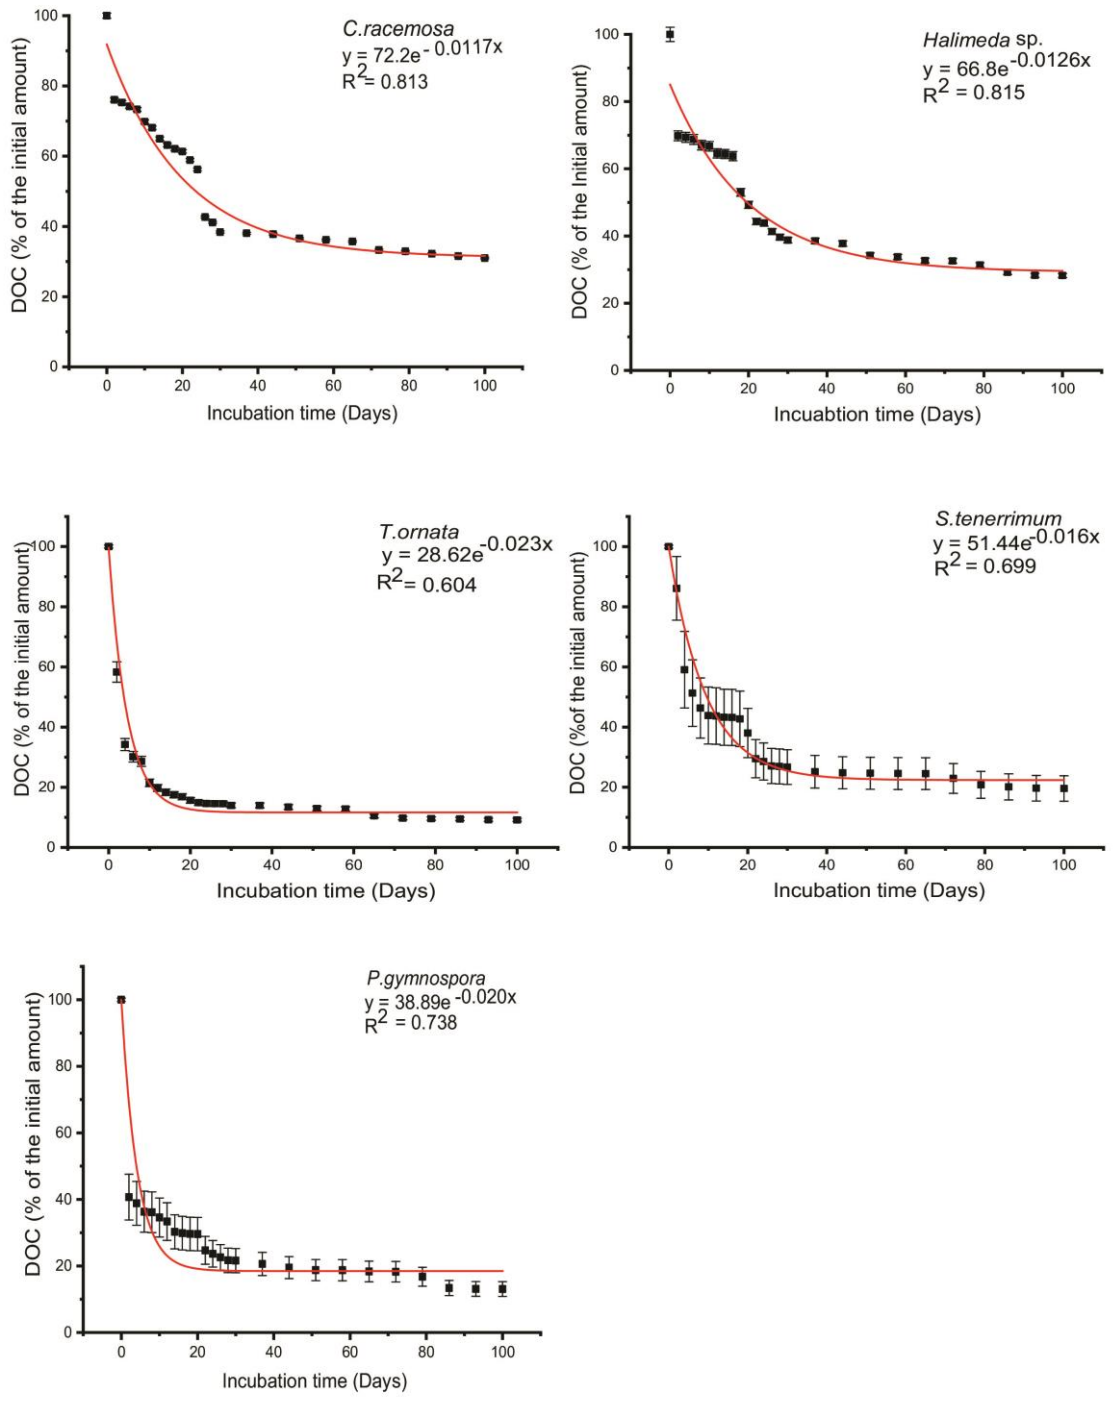 C.racemosa
y = 72.2e^- 0.0117x
R^2 = 0.813
DOC (% of the initial amount)
100
80
60
40
20
0
0 20 40 60 80 100
Incubation time (Days)
Halimeda sp.
y = 66.8e^-0.0126x
R^2 = 0.815
DOC (% of the Initial amount)
100
80
60
40
20
0
0 20 40 60 80 100
Incuabtion time (Days)
T.ornata
y = 28.62e^-0.023x
R^2 = 0.604
DOC (% of the initial amount)
100
80
60
40
20
0
0 20 40 60 80 100
Incubation time (Days)
S.tenerrimum
y = 51.44e^-0.016x
R^2 = 0.699
DOC (%of the initial amount)
100
80
60
40
20
0
0 20 40 60 80 100
Incubation time (Days)
P.gymnospora
y = 38.89e^-0.020x
R^2 = 0.738
DOC (% of the initial amount)
100
80
60
40
20
0
0 20 40 60 80 100
Incubation time (Days)